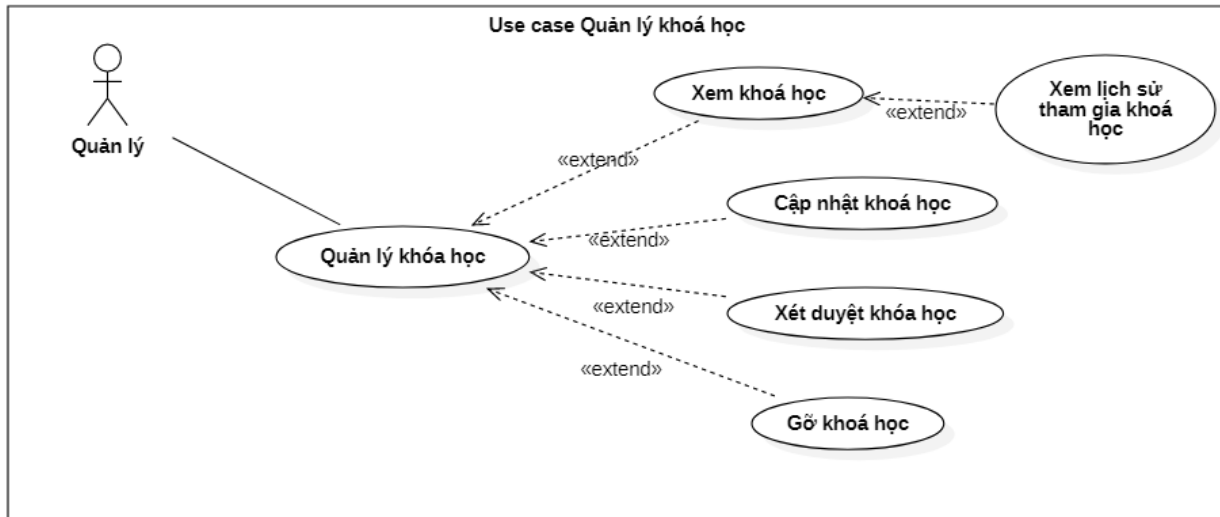 Use case Quản lý khoá học
Quản lý
Xem khoá học
Xem lịch sử
tham gia khoá
học
«extend»
«extend»
Cập nhật khoá học
«extend»
Quản lý khóa học
«extend»
Xét duyệt khóa học
«extend»
Gỡ khoá học